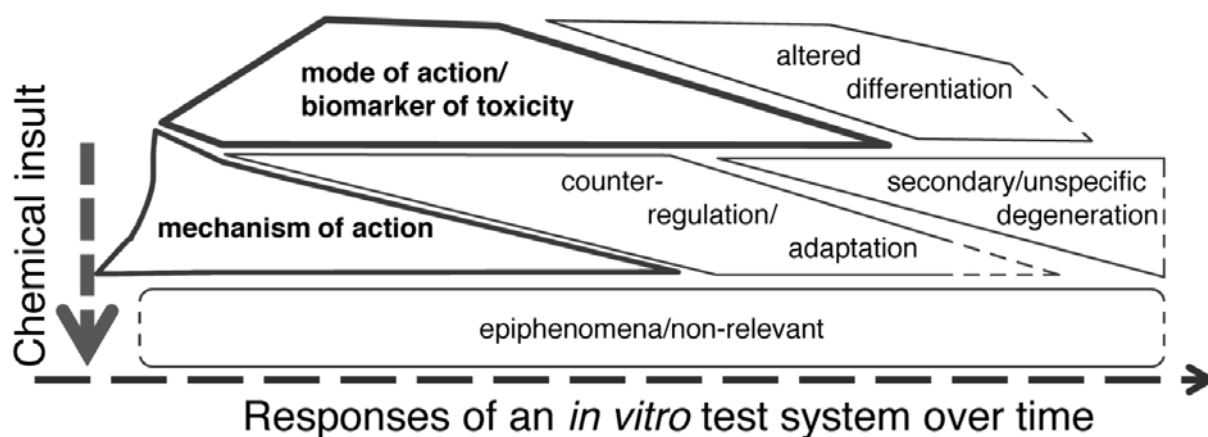 mode of action/
biomarker of toxicity
altered
differentiation
counter-
regulation/
adaptation
secondary/unspecific
degeneration
mechanism of action
epiphenomena/non-relevant
Chemical insult
Responses of an in vitro test system over time